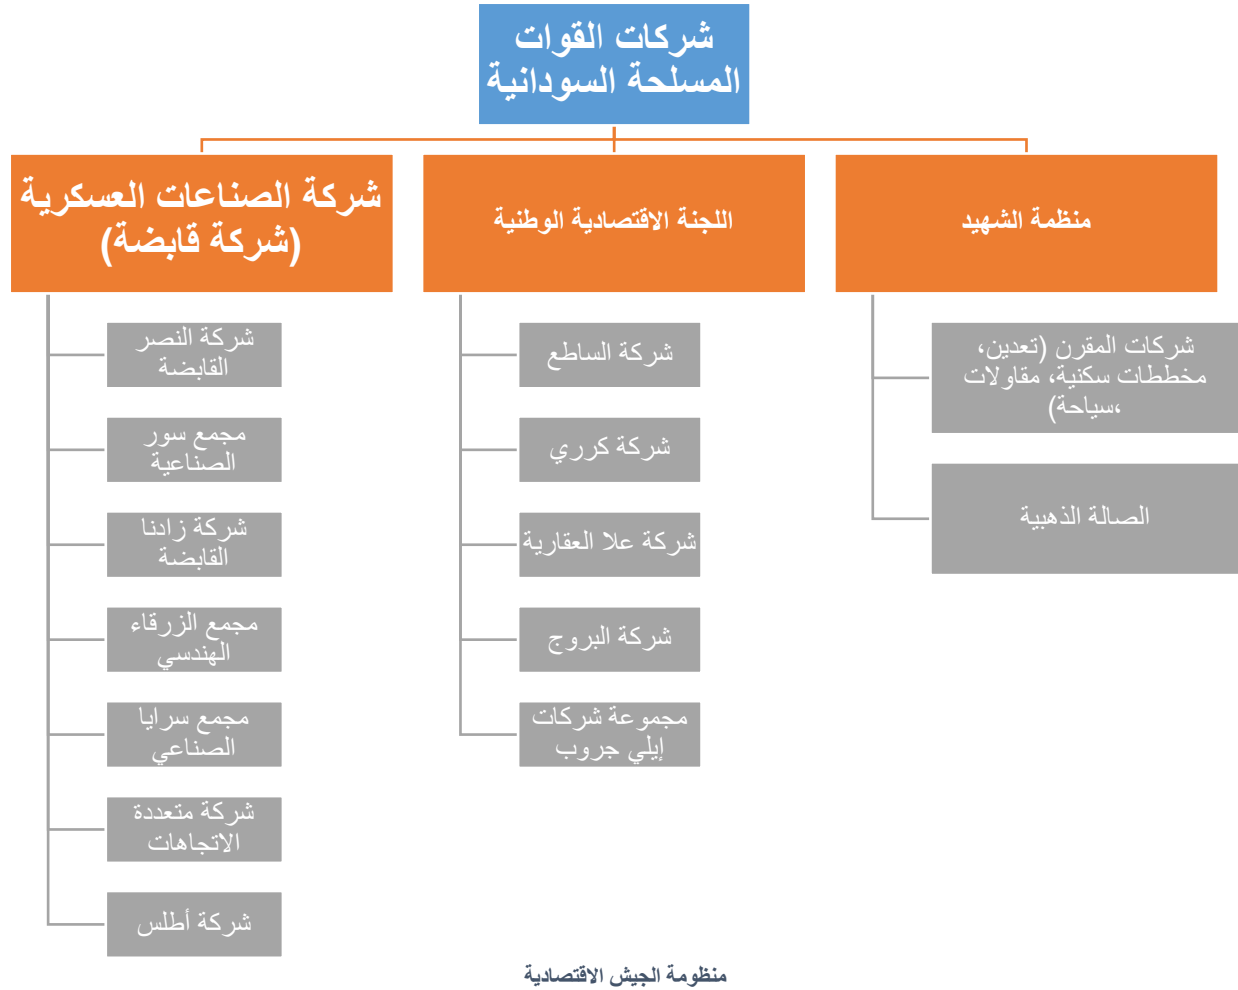 شركات القوات
المسلحة السودانية
منظمة الشهيد
شركات المقرن (تعدين،
مخططات سكنية، مقاولات
،سياحة)
الصالة الذهبية
اللجنة الاقتصادية الوطنية
شركة الساطع
شركة كرري
شركة علا العقارية
شركة البروج
مجموعة شركات
إيلي جروب
شركة الصناعات العسكرية
(شركة قابضة)
شركة النصر
القابضة
مجمع سور
الصناعية
شركة زادنا
القابضة
مجمع الزرقاء
الهندسي
مجمع سرايا
الصناعي
شركة متعددة
الاتجاهات
شركة أطلس
منظومة الجيش الاقتصادية